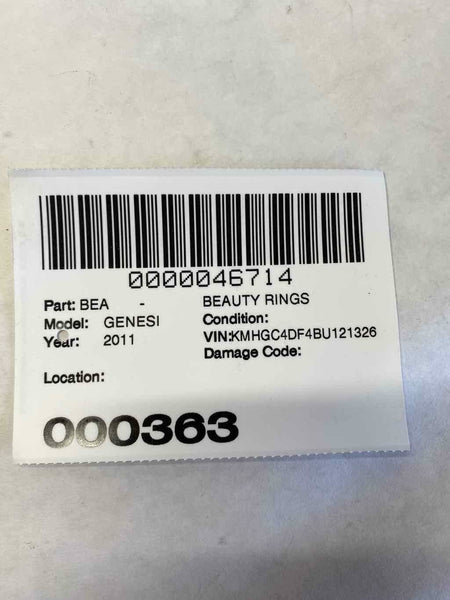 0000046714
Part: BEA - BEAUTY RINGS
Model: GENESI Condition:
Year: 2011 VIN:KMHGC4DF4BU121326
Damage Code:
Location:
000363